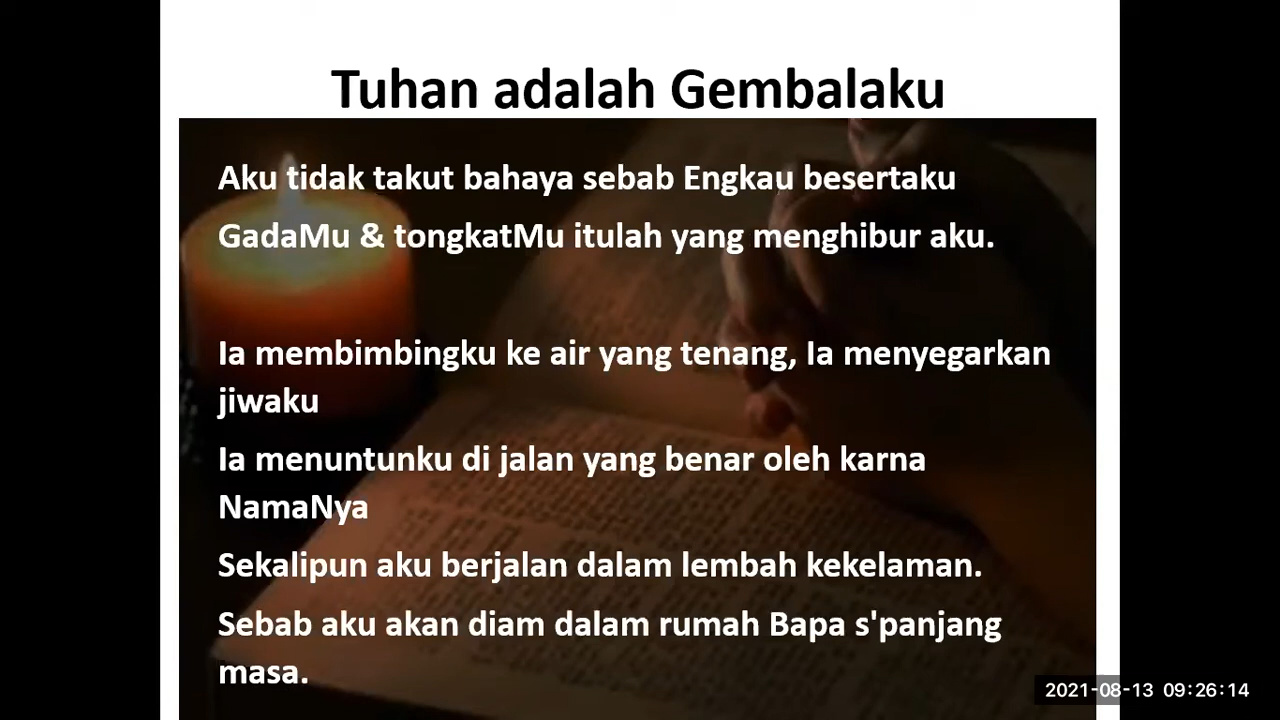 Tuhan adalah Gembalaku
Aku tidak takut bahaya sebab Engkau besertaku
GadaMu & tongkatMu itulah yang menghibur aku.
Ia membimbingku ke air yang tenang, Ia menyegarkan
jiwaku
Ia menuntunku di jalan yang benar oleh karna
NamaNya
Sekalipun aku berjalan dalam lembah kekelaman.
Sebab aku akan diam dalam rumah Bapa s'panjang
masa.
2021-08-13 09:26:14